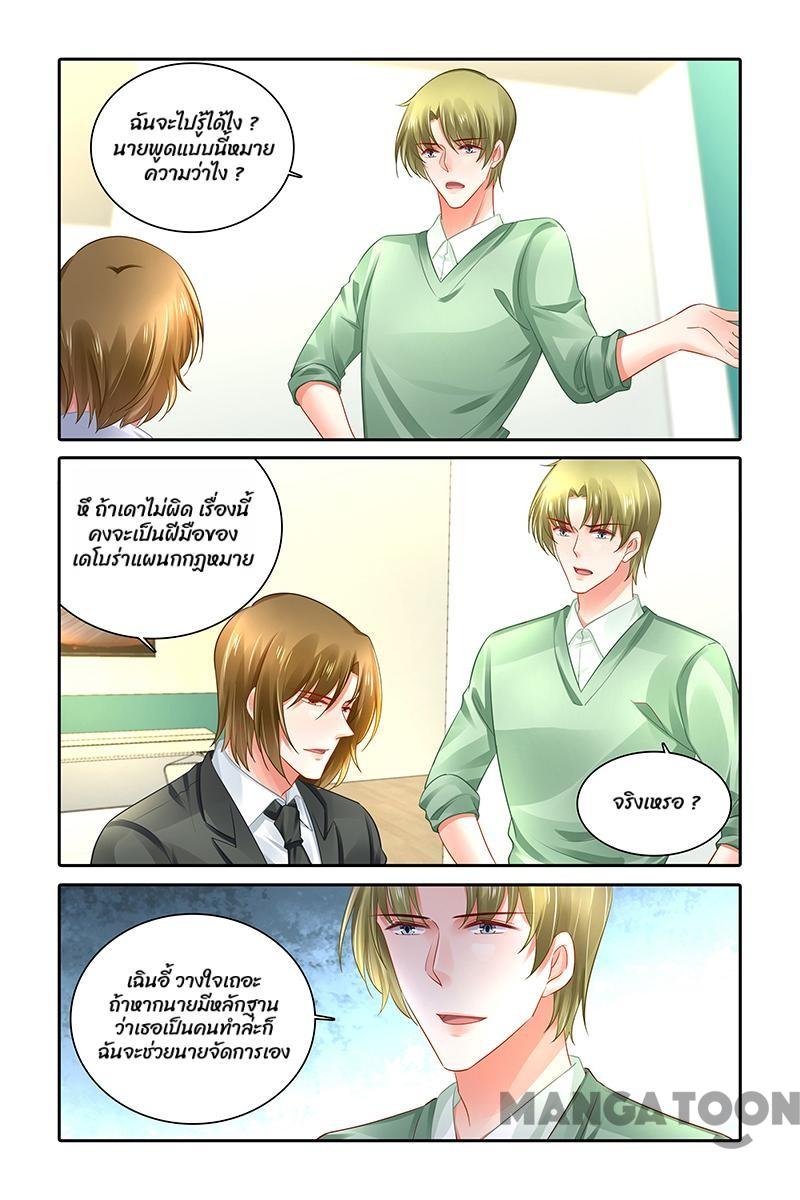 ฉันจะไปรู้ได้ไง ?
นายพูดแบบนี้หมาย
ความว่าไง ?
หึ ถ้าเดาไม่ผิด เรื่องนี้
คงจะเป็นฝีมือของ
เดโบร่าแผนกกฎหมาย
จริงเหรอ ?
เฉินอี้ วางใจเถอะ
ถ้าหากนายมีหลักฐาน
ว่าเธอเป็นคนทำล่ะก็
ฉันจะช่วยนายจัดการเอง
MANGATOON